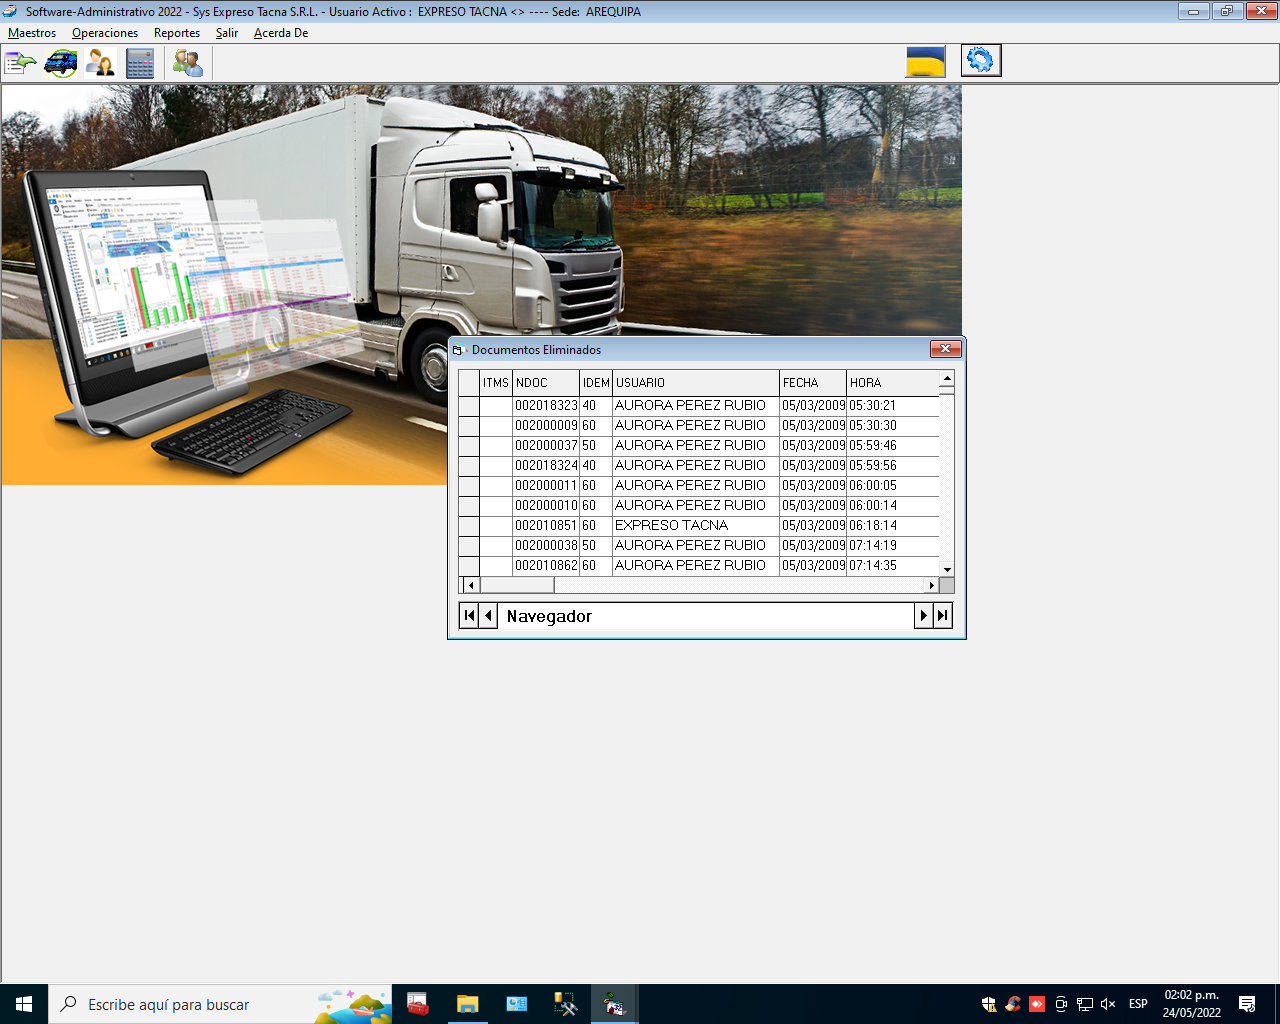 Software-Administrativo 2022 - Sys Expreso Tacna S.R.L. - Usuario Activo : EXPRESO TACNA <> ---- Sede: AREQUIPA
Maestros Operaciones Reportes Salir Acerda De
Documentos Eliminados
ITMS NDOC IDEM USUARIO FECHA HORA
002018323 40 AURORA PEREZ RUBIO 05/03/2009 05:30:21
002000009 60 AURORA PEREZ RUBIO 05/03/2009 05:30:30
002000037 50 AURORA PEREZ RUBIO 05/03/2009 05:59:46
002018324 40 AURORA PEREZ RUBIO 05/03/2009 05:59:56
002000011 60 AURORA PEREZ RUBIO 05/03/2009 06:00:05
002000010 60 AURORA PEREZ RUBIO 05/03/2009 06:00:14
002010851 60 EXPRESO TACNA 05/03/2009 06:18:14
002000038 50 AURORA PEREZ RUBIO 05/03/2009 07:14:19
002010862 60 AURORA PEREZ RUBIO 05/03/2009 07:14:35
Navegador
Escribe aquí para buscar
ESP
02:02 p.m.
24/05/2022